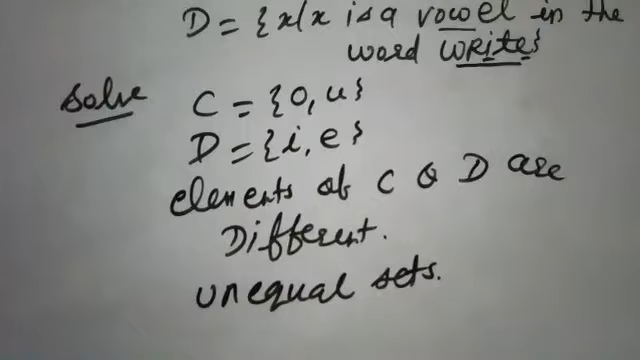 D = {x/x is a vowel in the
word WRite}
Solve
C = {o, u}
D = {i, e}
elements of C & D are
Different.
unequal sets.